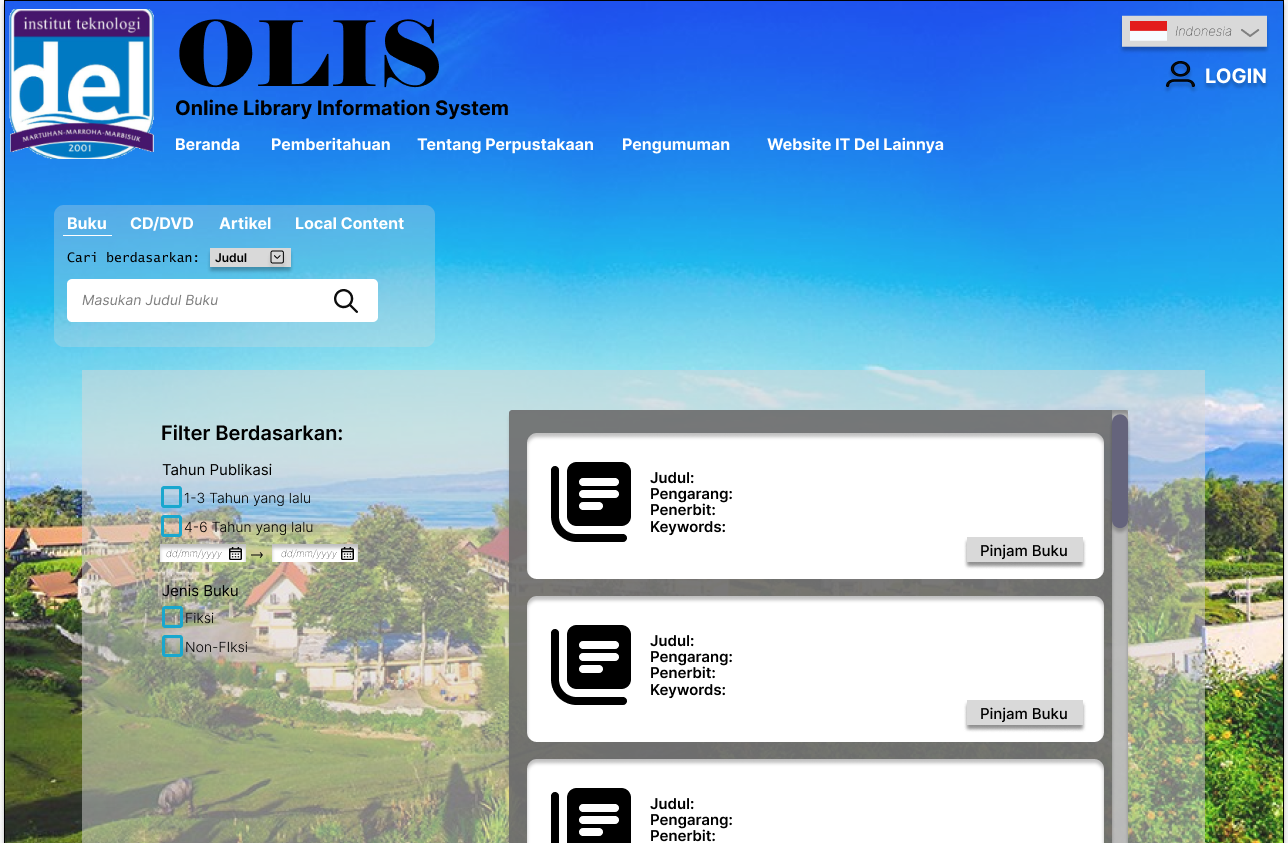 institut teknologi
del
MARTUHAN-MARROHA-MARBISUK
2001
OLIS
Online Library Information System
Indonesia
LOGIN
Beranda Pemberitahuan Tentang Perpustakaan Pengumuman Website IT Del Lainnya
Buku CD/DVD Artikel Local Content
Cari berdasarkan: Judul
Masukan Judul Buku
Filter Berdasarkan:
Tahun Publikasi
1-3 Tahun yang lalu
4-6 Tahun yang lalu
dd/mm/yyyy → dd/mm/yyyy
Jenis Buku
Fiksi
Non-FIksi
Judul:
Pengarang:
Penerbit:
Keywords:
Pinjam Buku
Judul:
Pengarang:
Penerbit:
Keywords:
Pinjam Buku
Judul:
Pengarang:
Penerbit: